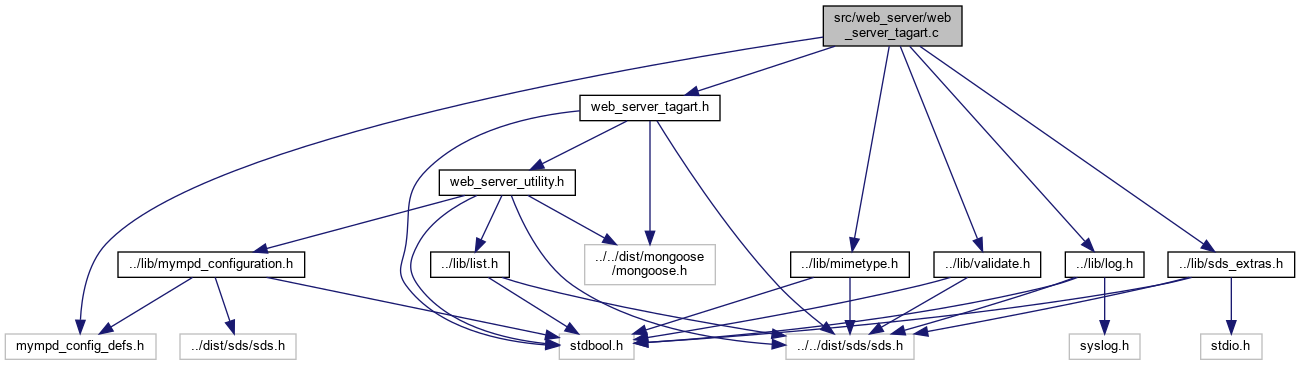 src/web_server/web
_server_tagart.c
web_server_tagart.h
web_server_utility.h
../lib/mympd_configuration.h
../lib/list.h
../../dist/mongoose
/mongoose.h
../lib/mimetype.h
../lib/validate.h
../lib/log.h
../lib/sds_extras.h
mympd_config_defs.h
../dist/sds/sds.h
stdbool.h
../../dist/sds/sds.h
syslog.h
stdio.h